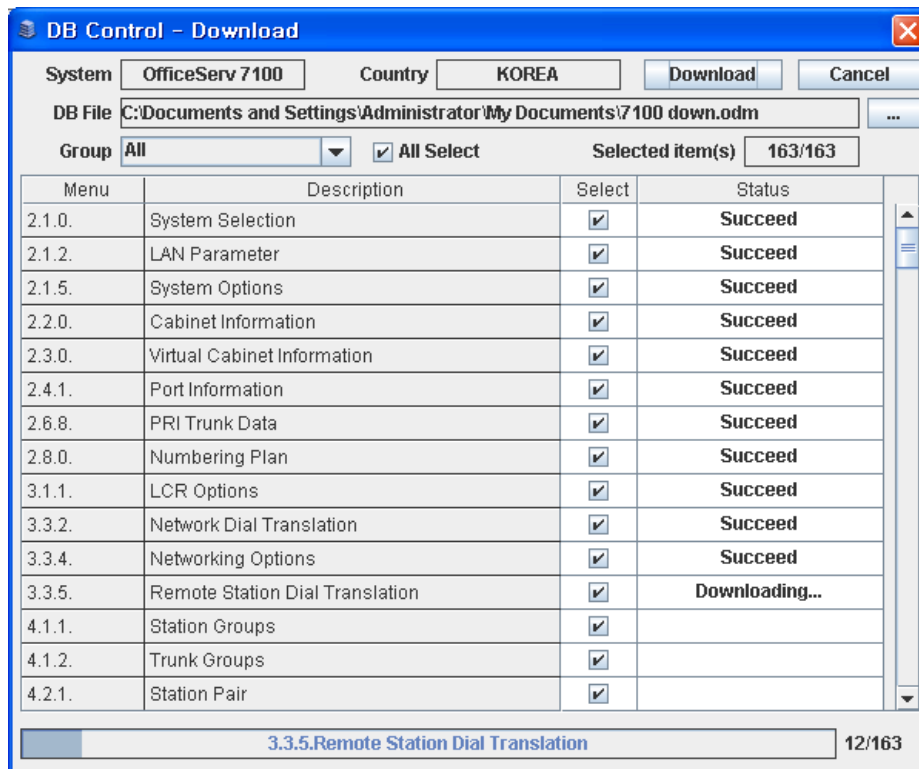 DB Control - Download
System OfficeServ 7100 Country KOREA Download Cancel
DB File C:\Documents and Settings\Administrator\My Documents\7100 down.odm ...
Group All All Select Selected item(s) 163/163
Menu Description Select Status
2.1.0. System Selection Succeed
2.1.2. LAN Parameter Succeed
2.1.5. System Options Succeed
2.2.0. Cabinet Information Succeed
2.3.0. Virtual Cabinet Information Succeed
2.4.1. Port Information Succeed
2.6.8. PRI Trunk Data Succeed
2.8.0. Numbering Plan Succeed
3.1.1. LCR Options Succeed
3.3.2. Network Dial Translation Succeed
3.3.4. Networking Options Succeed
3.3.5. Remote Station Dial Translation Downloading...
4.1.1. Station Groups
4.1.2. Trunk Groups
4.2.1. Station Pair
3.3.5.Remote Station Dial Translation 12/163